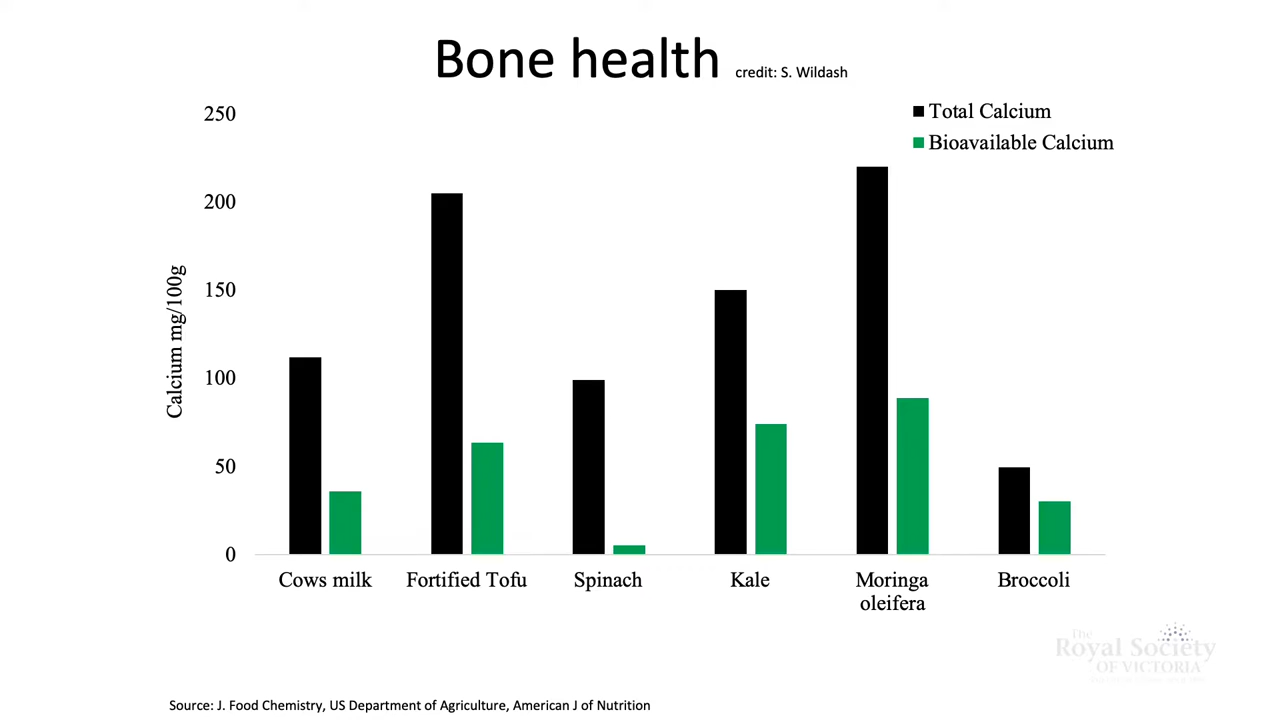 Bone health credit: S. Wildash
250
200
150
100
50
0
Calcium mg/100g
Total Calcium
Bioavailable Calcium
Cows milk
Fortified Tofu
Spinach
Kale
Moringa
oleifera
Broccoli
The
Royal Society
OF VICTORIA
Source: J. Food Chemistry, US Department of Agriculture, American J of Nutrition